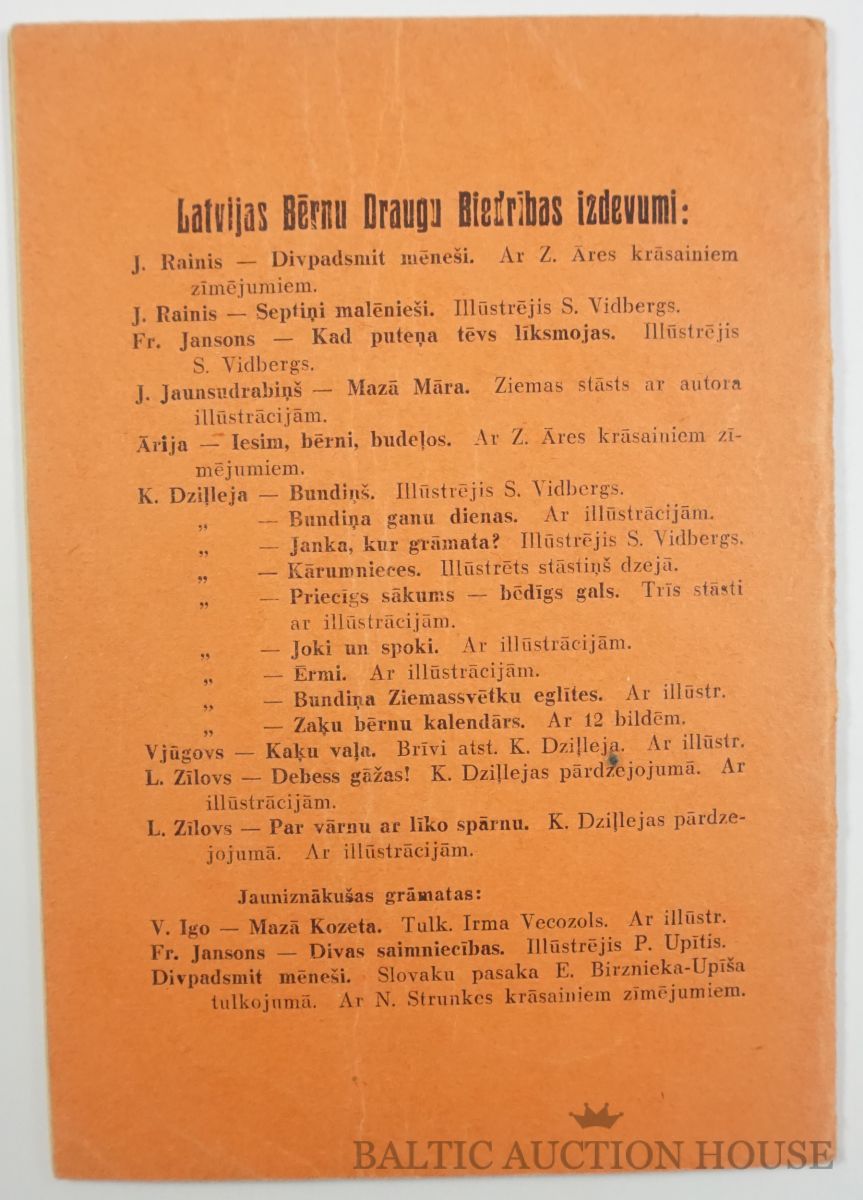 Latvijas Bērnu Draugu Biedrības izdevumi:
J. Rainis — Divpadsmit mēneši. Ar Z. Āres krāsainiem
zīmējumiem.
J. Rainis — Septiņi malēnieši. Illūstrējis S. Vidbergs.
Fr. Jansons — Kad puteņa tēvs līksmojas. Illūstrējis
S. Vidbergs.
J. Jaunsudrabiņš — Mazā Māra. Ziemas stāsts ar autora
illūstrācijām.
Ārija — Iesim, bērni, budeļos. Ar Z. Āres krāsainiem zī-
mējumiem.
K. Dziļleja — Bundiņš. Illūstrējis S. Vidbergs.
„ — Bundiņa ganu dienas. Ar illūstrācijām.
„ — Janka, kur grāmata? Illūstrējis S. Vidbergs.
„ — Kārumnieces. Illūstrēts stāstiņš dzejā.
„ — Priecīgs sākums — bēdīgs gals. Trīs stāsti
ar illūstrācijām.
„ — Joki un spoki. Ar illūstrācijām.
„ — Ērmi. Ar illūstrācijām.
„ — Bundiņa Ziemassvētku eglītes. Ar illūstr.
„ — Zaķu bērnu kalendārs. Ar 12 bildēm.
Vjūgovs — Kaķu vaļa. Brīvi atst. K. Dziļleja. Ar illūstr.
L. Zīlovs — Debess gāžas! K. Dziļlejas pārdzejojumā. Ar
illūstrācijām.
L. Zīlovs — Par vārnu ar līko spārnu. K. Dziļlejas pārdze-
jojumā. Ar illūstrācijām.
Jauniznākušas grāmatas:
V. Igo — Mazā Kozeta. Tulk. Irma Vecozols. Ar illūstr.
Fr. Jansons — Divas saimniecības. Illūstrējis P. Upītis.
Divpadsmit mēneši. Slovaku pasaka E. Birznieka-Upīša
tulkojumā. Ar N. Strunkes krāsainiem zīmējumiem.
BALTIC AUCTION HOUSE